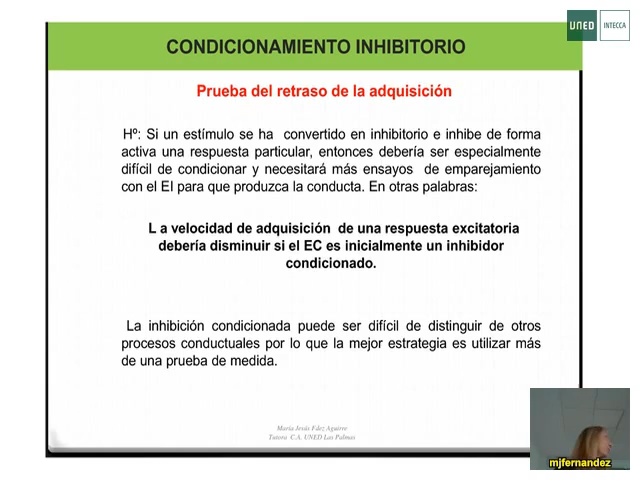 UNED
INTECCA
CONDICIONAMIENTO INHIBITORIO
Prueba del retraso de la adquisición
Hº: Si un estímulo se ha convertido en inhibitorio e inhibe de forma
activa una respuesta particular, entonces debería ser especialmente
difícil de condicionar y necesitará más ensayos de emparejamiento
con el EI para que produzca la conducta. En otras palabras:
L a velocidad de adquisición de una respuesta excitatoria
debería disminuir si el EC es inicialmente un inhibidor
condicionado.
La inhibición condicionada puede ser difícil de distinguir de otros
procesos conductuales por lo que la mejor estrategia es utilizar más
de una prueba de medida.
María Jesús Fdez Aguirre
Tutora C.A. UNED Las Palmas
mjfernandez